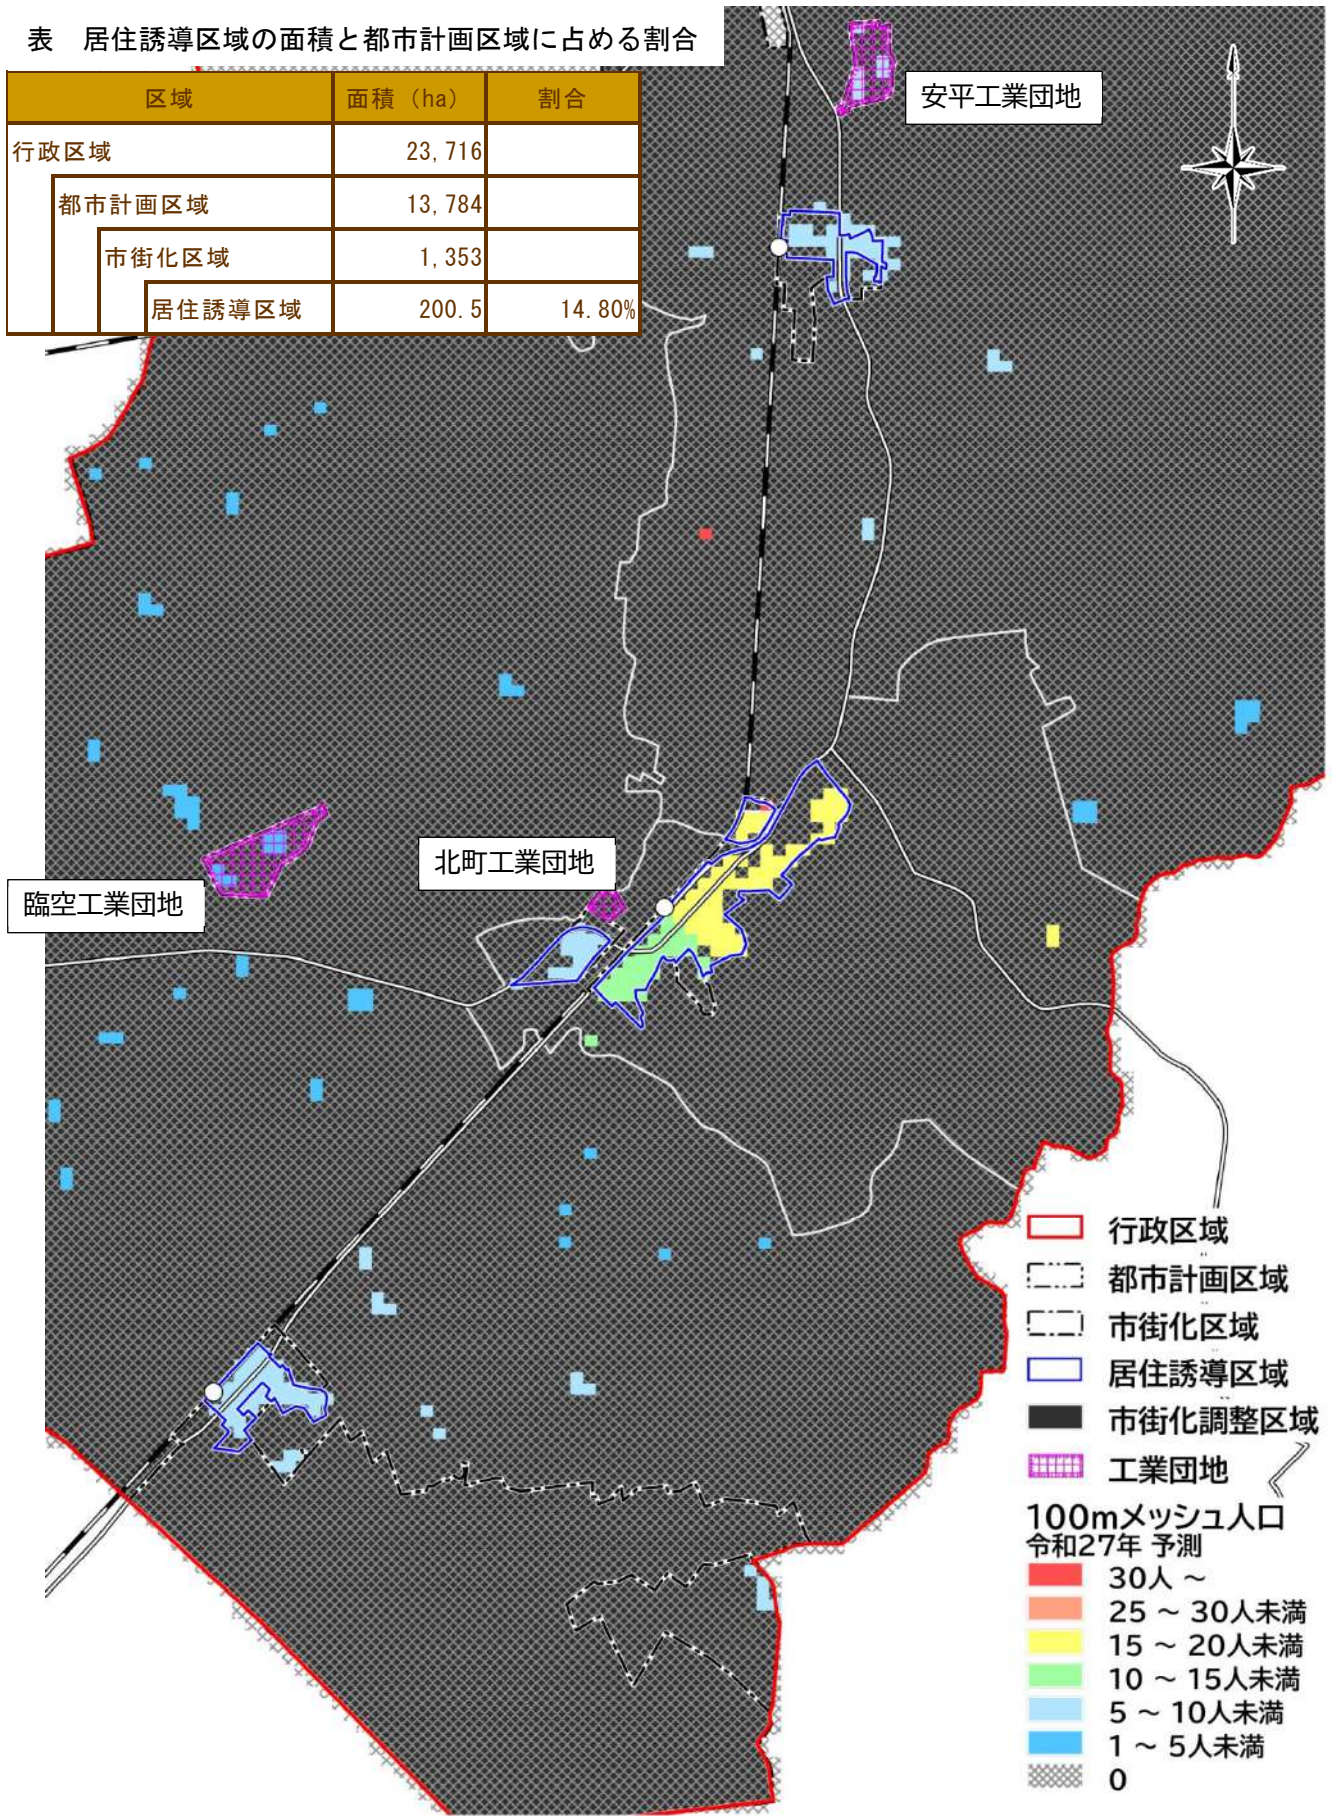 表　居住誘導区域の面積と都市計画区域に占める割合
区域 面積（ha） 割合
行政区域 23,716
都市計画区域 13,784
市街化区域 1,353
居住誘導区域 200.5 14.80%
安平工業団地
北町工業団地
臨空工業団地
行政区域
都市計画区域
市街化区域
居住誘導区域
市街化調整区域
工業団地
100mメッシュ人口
令和27年 予測
30人 ～
25 ～ 30人未満
15 ～ 20人未満
10 ～ 15人未満
5 ～ 10人未満
1 ～ 5人未満
0